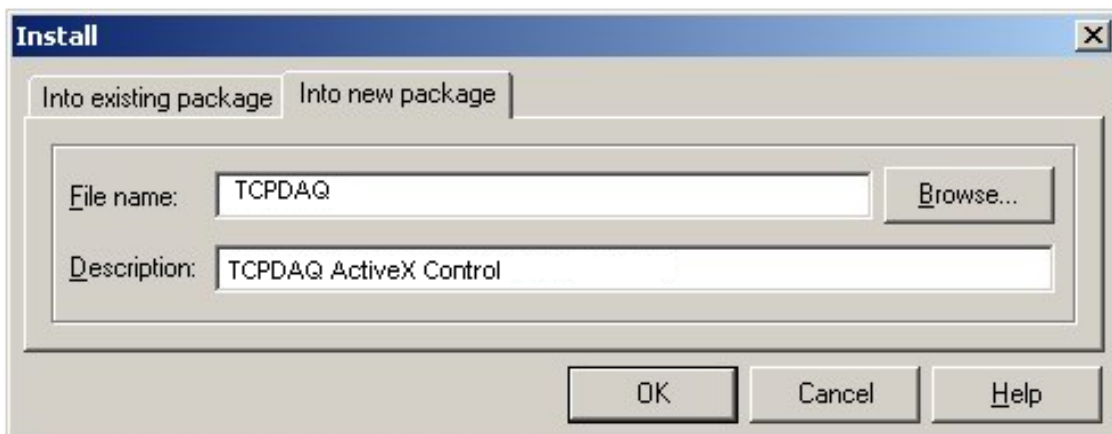 Install
Into existing package Into new package
File name: TCPDAQ Browse...
Description: TCPDAQ ActiveX Control
OK Cancel Help